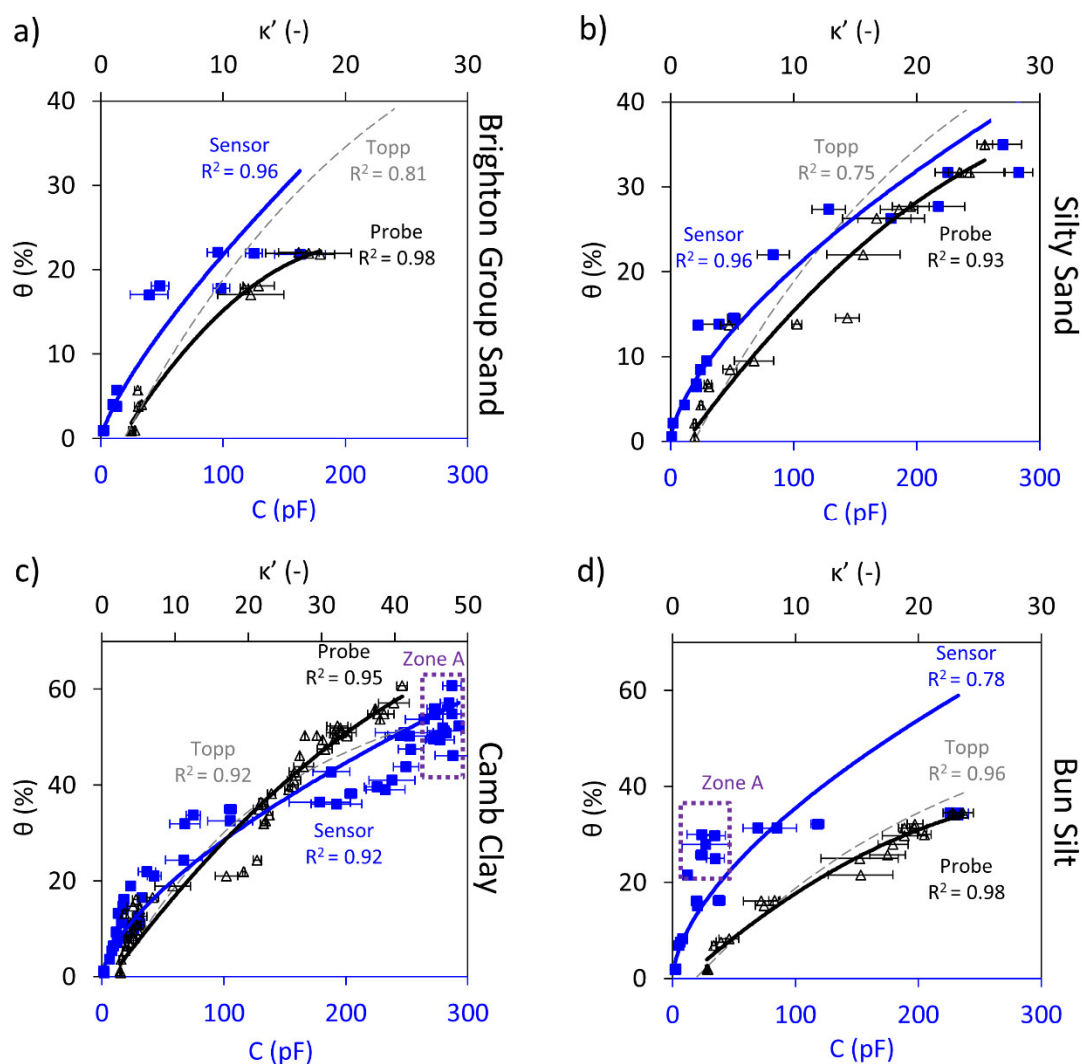 a)
κ' (-)
0 10 20 30
40
30
20
10
0
θ (%)
Sensor
R² = 0.96
Topp
R² = 0.81
Probe
R² = 0.98
0 100 200 300
C (pF)
Brighton Group Sand
b)
κ' (-)
0 10 20 30
40
30
20
10
0
θ (%)
Topp
R² = 0.75
Sensor
R² = 0.96
Probe
R² = 0.93
0 100 200 300
C (pF)
Silty Sand
c)
κ' (-)
0 10 20 30 40 50
60
40
20
0
θ (%)
Probe
R² = 0.95
Zone A
Topp
R² = 0.92
Sensor
R² = 0.92
0 100 200 300
C (pF)
Camb Clay
d)
κ' (-)
0 10 20 30
60
40
20
0
θ (%)
Sensor
R² = 0.78
Zone A
Topp
R² = 0.96
Probe
R² = 0.98
0 100 200 300
C (pF)
Bun Silt